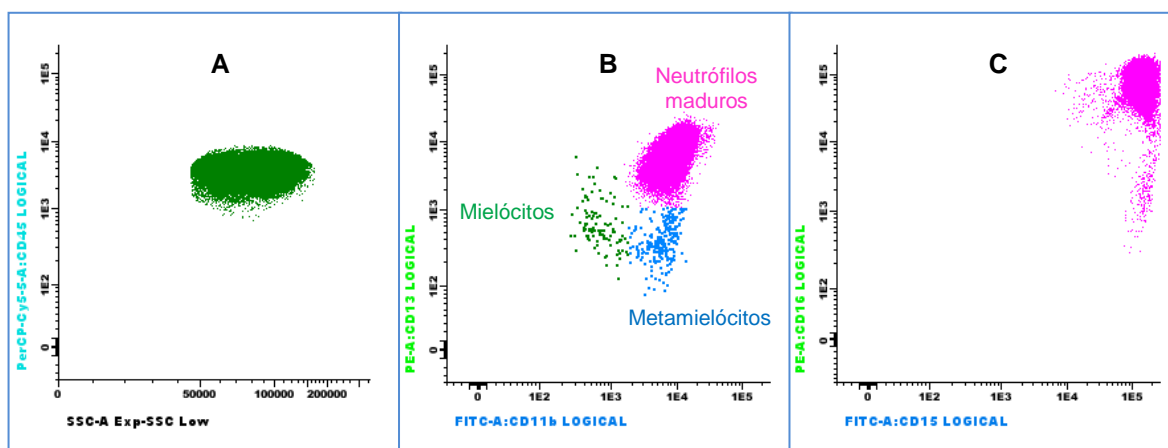 A
1E5
1E4
1E3
1E2
0
PerCP-Cy5-5-A:CD45 LOGICAL
0
50000
100000
200000
SSC-A Exp-SSC Low
B
Neutrófilos
maduros
Mielócitos
Metamielócitos
1E5
1E4
1E3
1E2
0
PE-A:CD13 LOGICAL
0
1E2
1E3
1E4
1E5
FITC-A:CD11b LOGICAL
C
1E5
1E4
1E3
1E2
0
PE-A:CD16 LOGICAL
0
1E2
1E3
1E4
1E5
FITC-A:CD15 LOGICAL